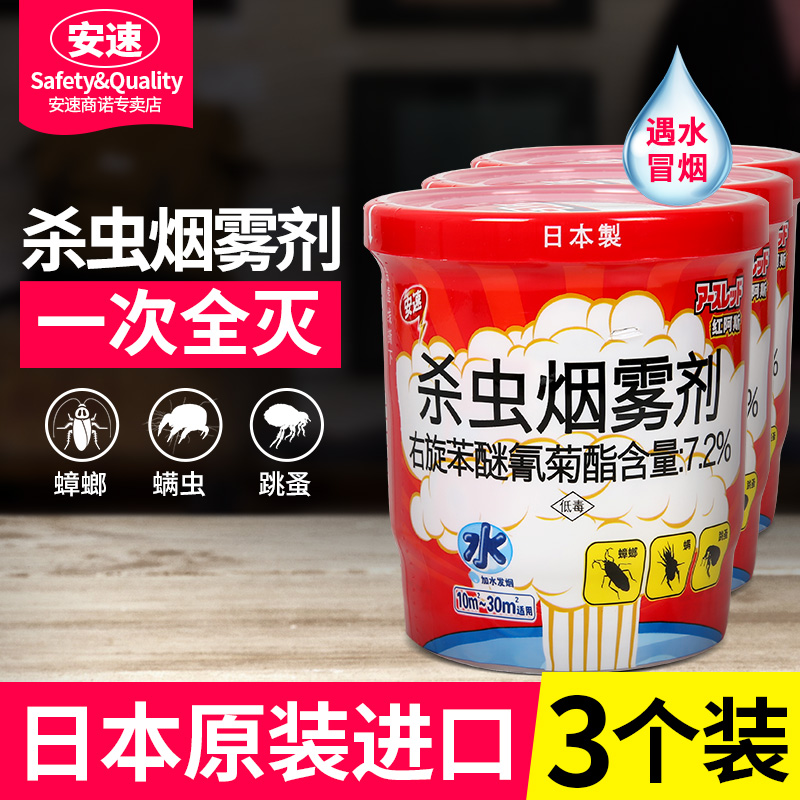 安速
Safety&Quality
安速商诺专卖店
遇水
冒烟
杀虫烟雾剂
一次全灭
蟑螂
螨虫
跳蚤
日本製
安速
アースレッド
红阿斯
杀虫烟雾剂
右旋苯醚氰菊酯含量:7.2%
低毒
水
加水发烟
10m²~30m²适用
蟑螂
螨
跳蚤
日本原装进口
3个装